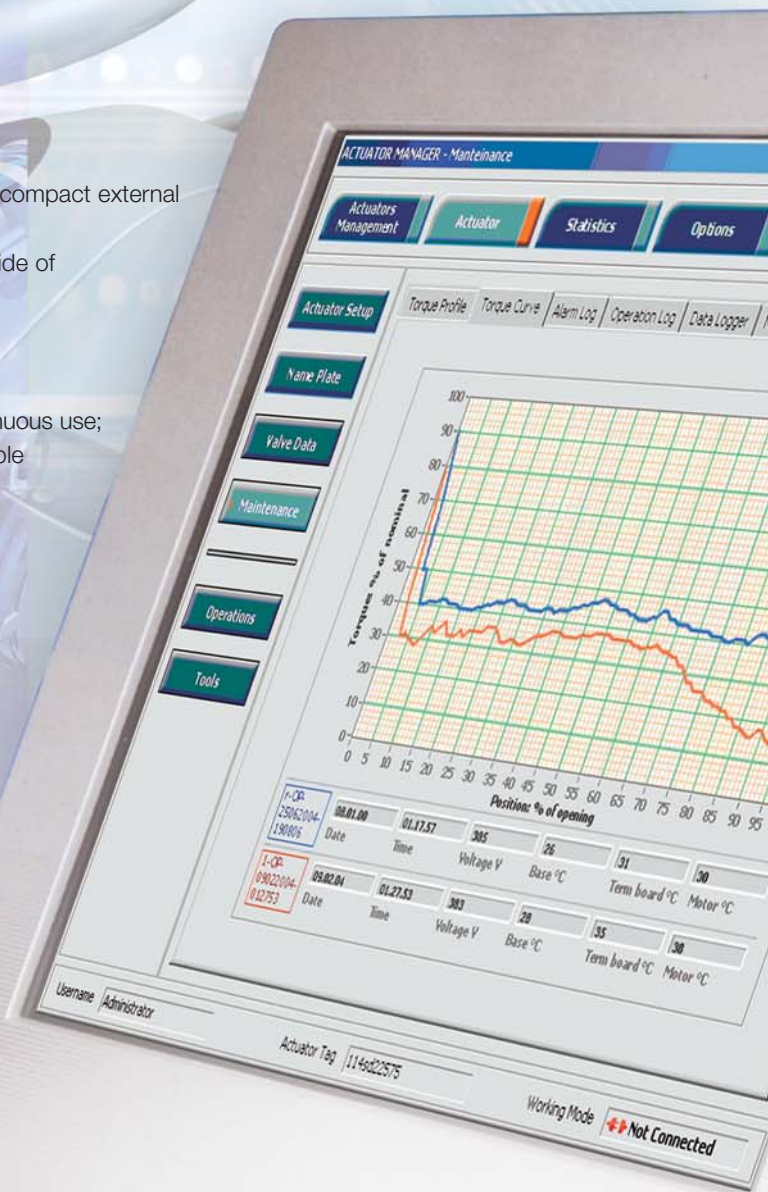 compact external
ide of
nuous use;
ole
ACTUATOR MANAGER - Manteinance
Actuators
Management
Actuator
Statistics
Options
Actuator Setup
Name Plate
Valve Data
Maintenance
Operations
Tools
Torque Profile Torque Curve Alarm Log Operation Log Data Logger
Torque: % of nominal
100
90
80
70
60
50
40
30
20
10
0
0 5 10 15 20 25 30 35 40 45 50 55 60 65 70 75 80 85 90 95
Position: % of opening
r-OP-
25062004-
190806
08.01.00 01.17.57 385 26 31 30
Date Time Voltage V Base °C Term board °C Motor °C
1-OP-
09022004-
012753
09.02.04 01.27.53 383 28 35 30
Date Time Voltage V Base °C Term board °C Motor °C
Username Administrator
Actuator Tag 114sd22575
Working Mode Not Connected